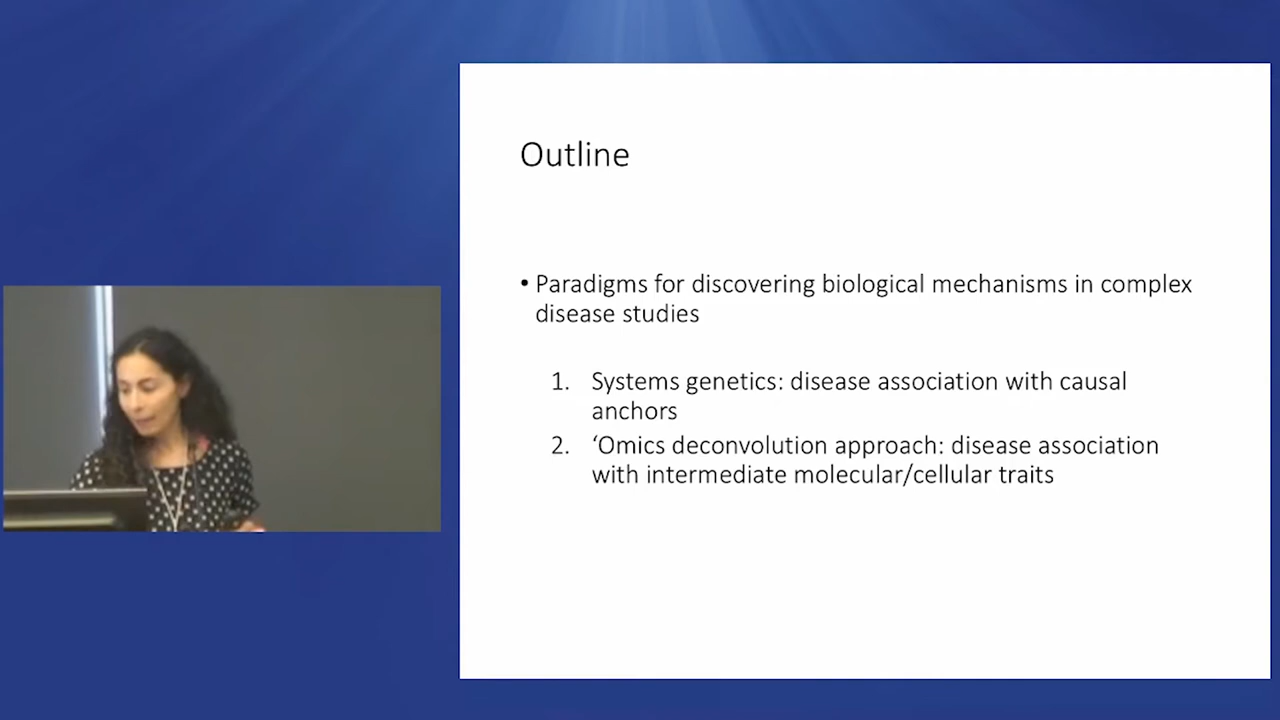 Outline
• Paradigms for discovering biological mechanisms in complex
disease studies
1. Systems genetics: disease association with causal
anchors
2. ‘Omics deconvolution approach: disease association
with intermediate molecular/cellular traits